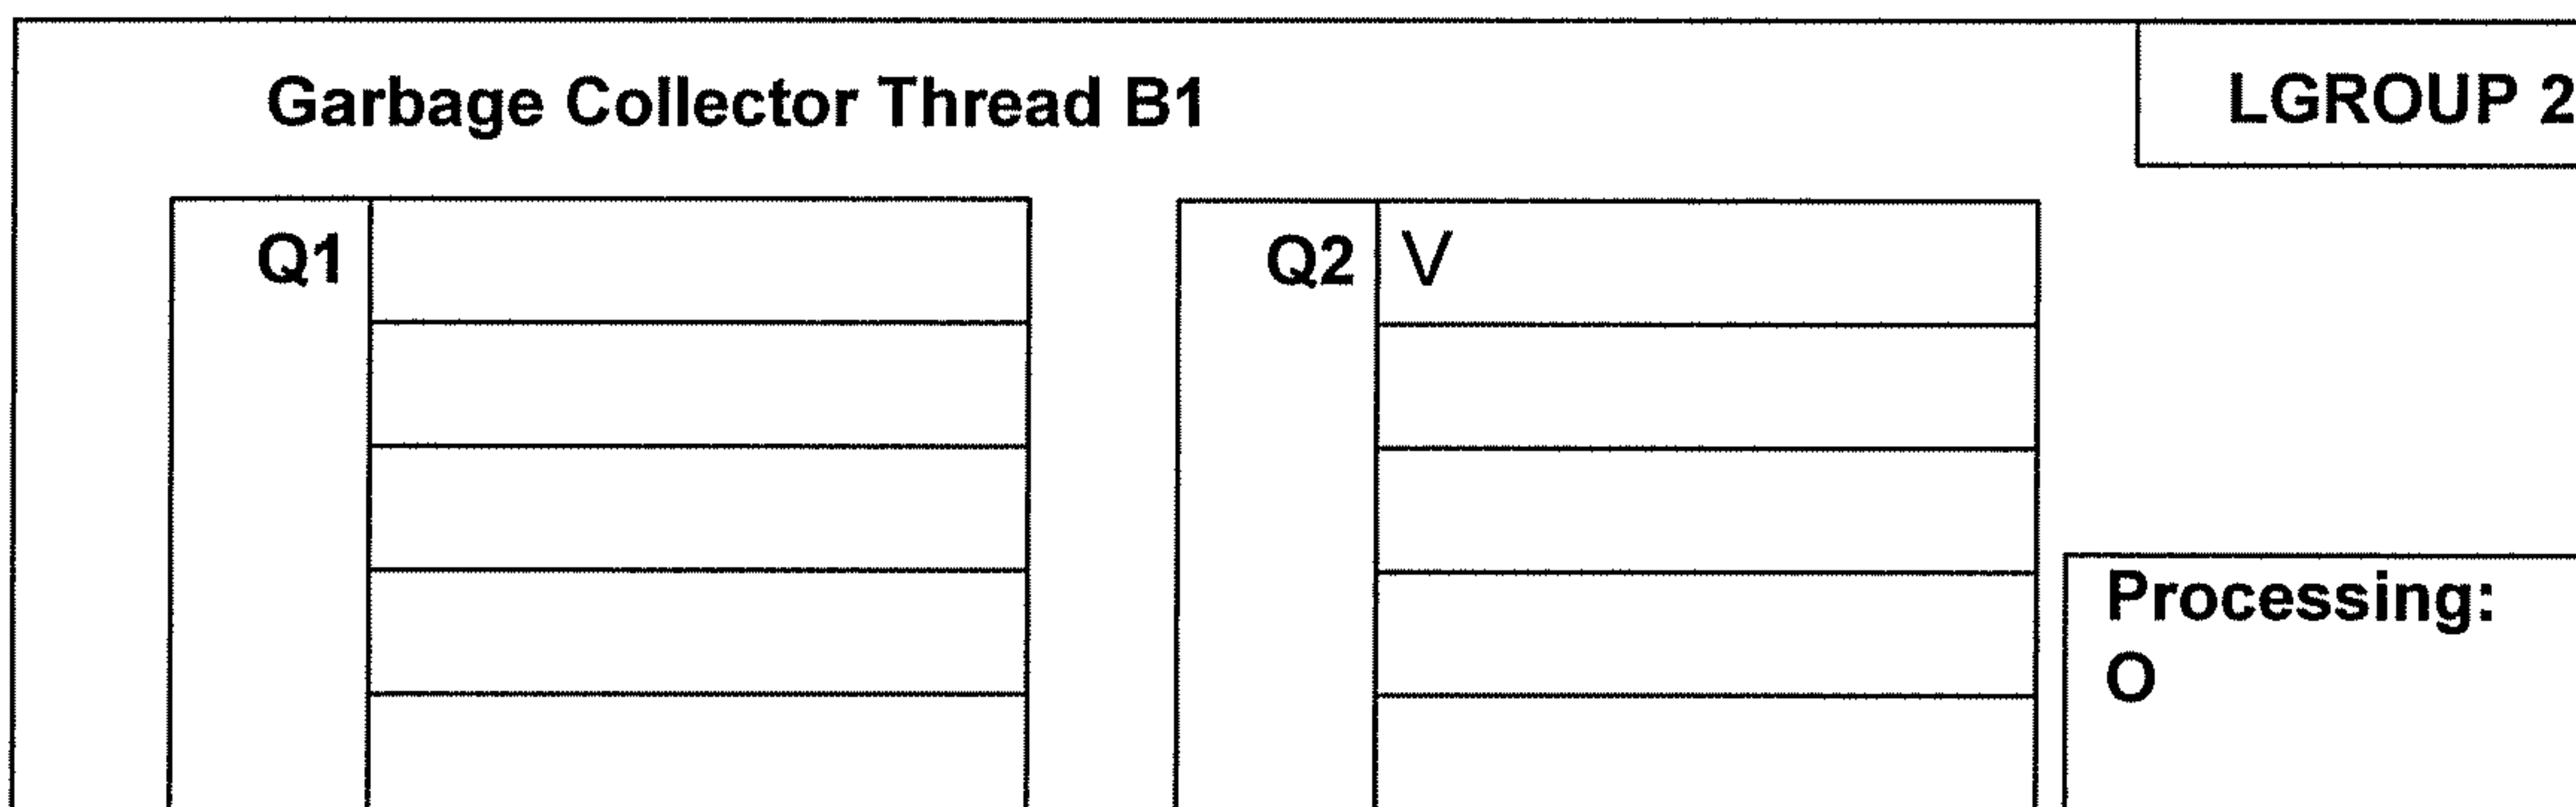 Garbage Collector Thread B1
LGROUP 2
Q1
Q2
V
Processing:
O